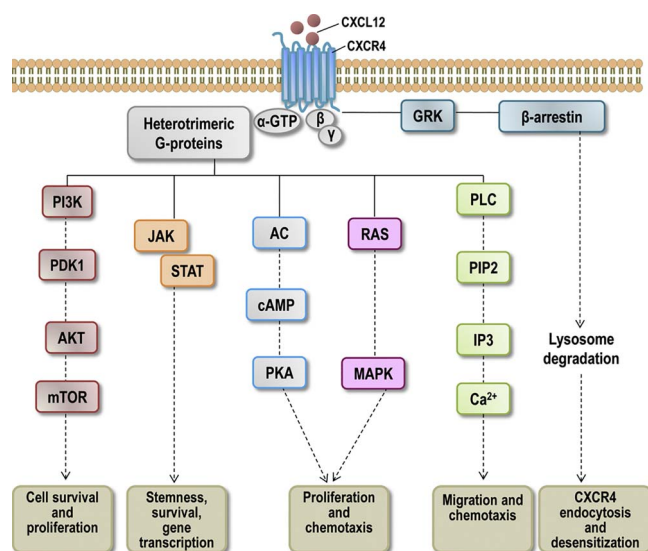 CXCL12
CXCR4
Heterotrimeric
G-proteins
α-GTP
β
γ
GRK
β-arrestin
PI3K
PDK1
AKT
mTOR
JAK
STAT
AC
cAMP
PKA
RAS
MAPK
PLC
PIP2
IP3
Ca²⁺
Lysosome
degradation
Cell survival
and
proliferation
Stemness,
survival,
gene
transcription
Proliferation
and
chemotaxis
Migration and
chemotaxis
CXCR4
endocytosis
and
desensitization